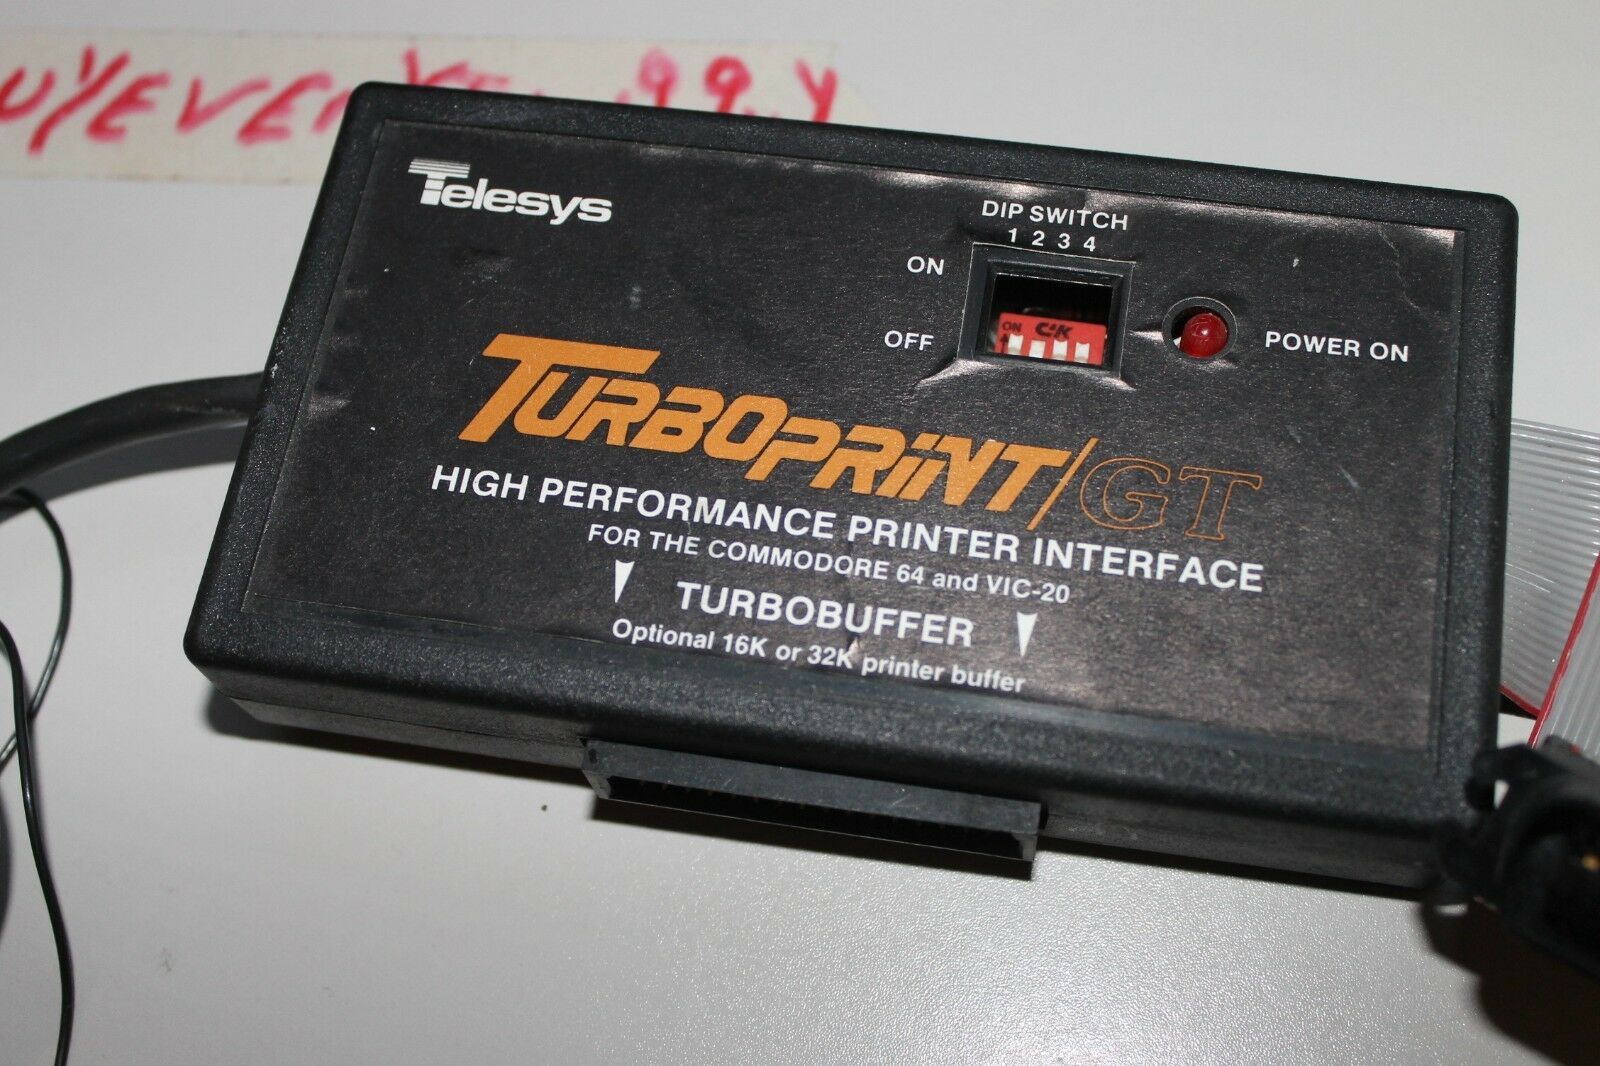 Telesys
DIP SWITCH
1 2 3 4
ON
ON C&K
OFF
POWER ON
TURBOPRINT/GT
HIGH PERFORMANCE PRINTER INTERFACE
FOR THE COMMODORE 64 and VIC-20
TURBOBUFFER
Optional 16K or 32K printer buffer